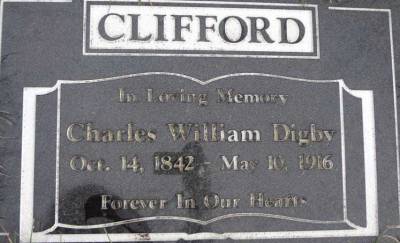 CLIFFORD
In Loving Memory
Charles William Digby
Oct. 14, 1842 - May 10, 1916
Forever In Our Hearts